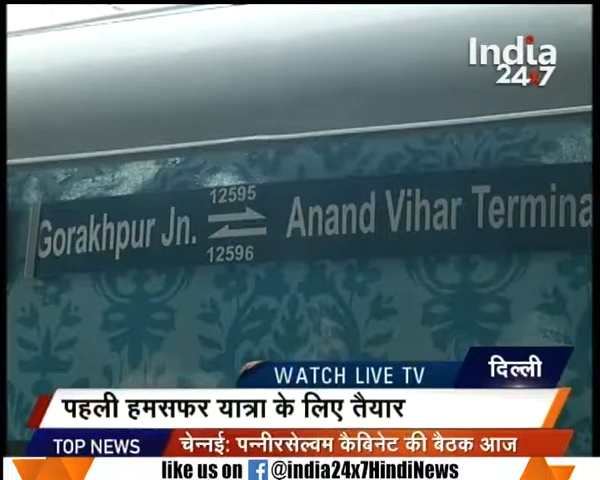 India
24x7
12595
Gorakhpur Jn. Anand Vihar Termina
12596
WATCH LIVE TV
दिल्ली
पहली हमसफर यात्रा के लिए तैयार
TOP NEWS चेन्नई: पन्नीरसेल्वम कैबिनेट की बैठक आज
like us on f @india24x7HindiNews